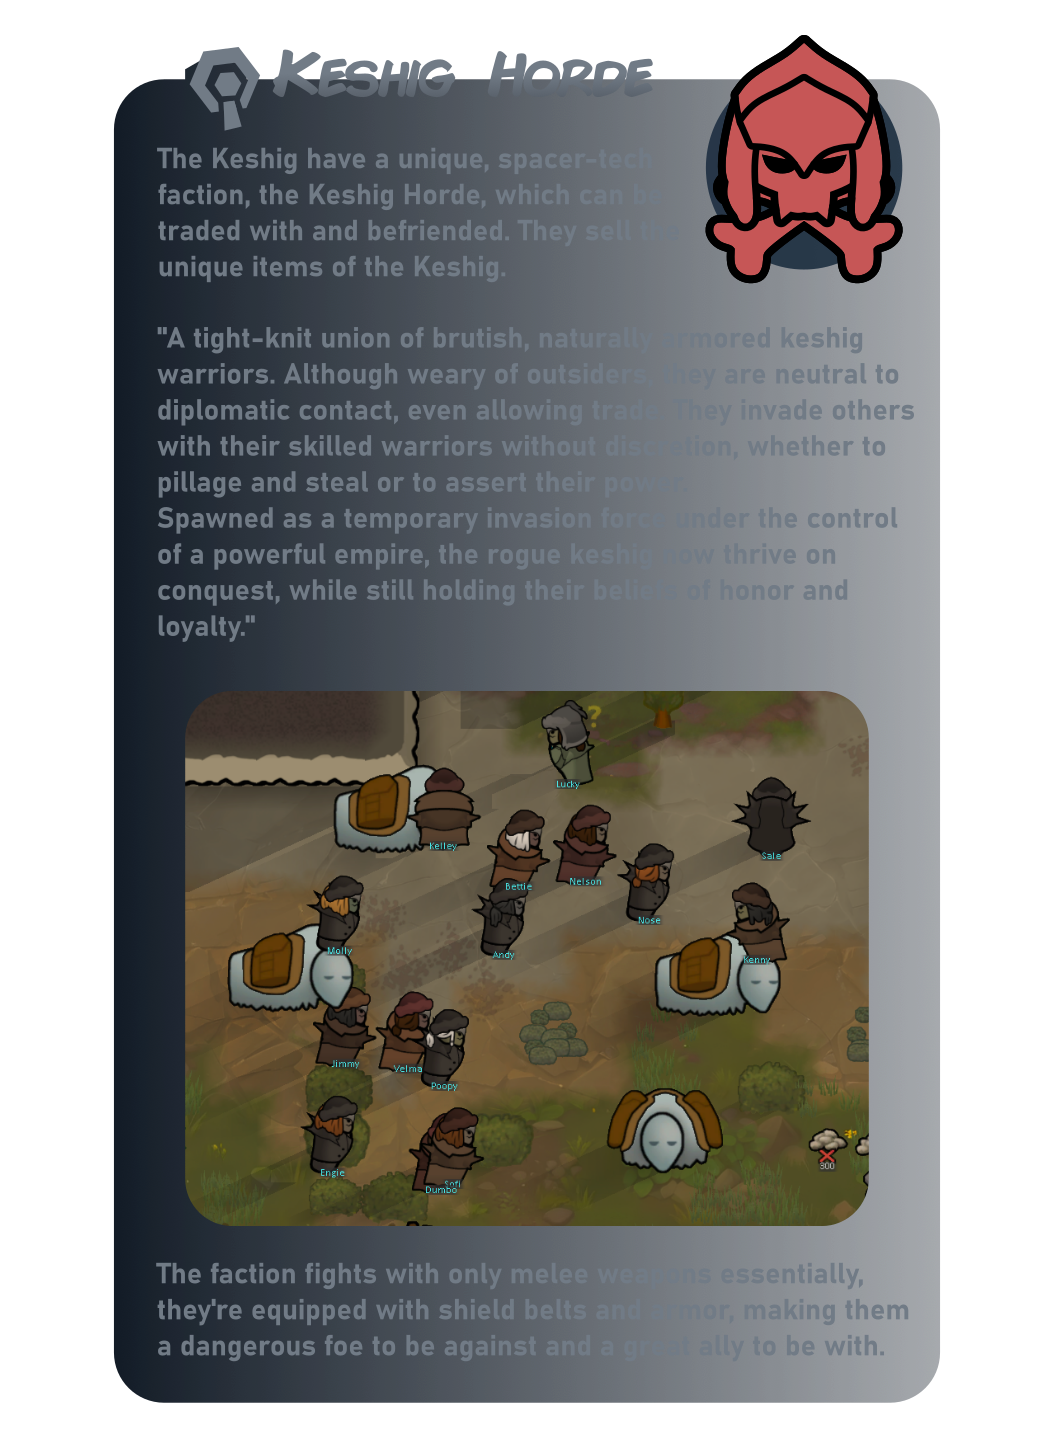 Keshig Horde
The Keshig have a unique, spacer-tech
faction, the Keshig Horde, which can be
traded with and befriended. They sell the
unique items of the Keshig.
"A tight-knit union of brutish, naturally armored keshig
warriors. Although weary of outsiders, they are neutral to
diplomatic contact, even allowing trade. They invade others
with their skilled warriors without discretion, whether to
pillage and steal or to assert their power.
Spawned as a temporary invasion force under the control
of a powerful empire, the rogue keshig now thrive on
conquest, while still holding their beliefs of honor and
loyalty."
?
Lucky
Kelley
Sale
Bettie
Nelson
Nose
Molly
Andy
Kenny
Jimmy
Velma
Poopy
Engie
Sofi
Dumbo
300
The faction fights with only melee weapons essentially,
they're equipped with shield belts and armor, making them
a dangerous foe to be against and a great ally to be with.